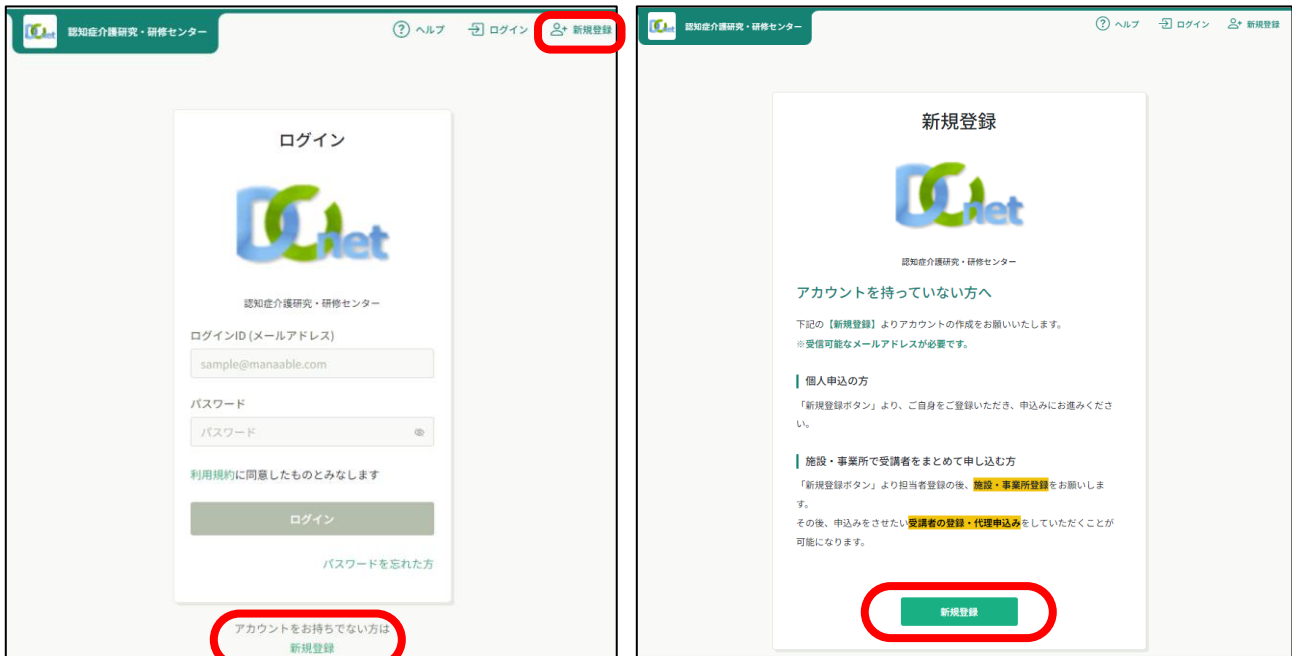 認知症介護研究・研修センター
ヘルプ
ログイン
新規登録
ログイン
DCnet
認知症介護研究・研修センター
ログインID (メールアドレス)
sample@manaable.com
パスワード
パスワード
利用規約に同意したものとみなします
ログイン
パスワードを忘れた方
アカウントをお持ちでない方は
新規登録
認知症介護研究・研修センター
ヘルプ
ログイン
新規登録
新規登録
DCnet
認知症介護研究・研修センター
アカウントを持っていない方へ
下記の【新規登録】よりアカウントの作成をお願いいたします。
※受信可能なメールアドレスが必要です。
個人申込の方
「新規登録ボタン」より、ご自身をご登録いただき、申込みにお進みくださ
い。
施設・事業所で受講者をまとめて申し込む方
「新規登録ボタン」より担当者登録の後、施設・事業所登録をお願いしま
す。
その後、申込みをさせたい受講者の登録・代理申込みをしていただくことが
可能になります。
新規登録